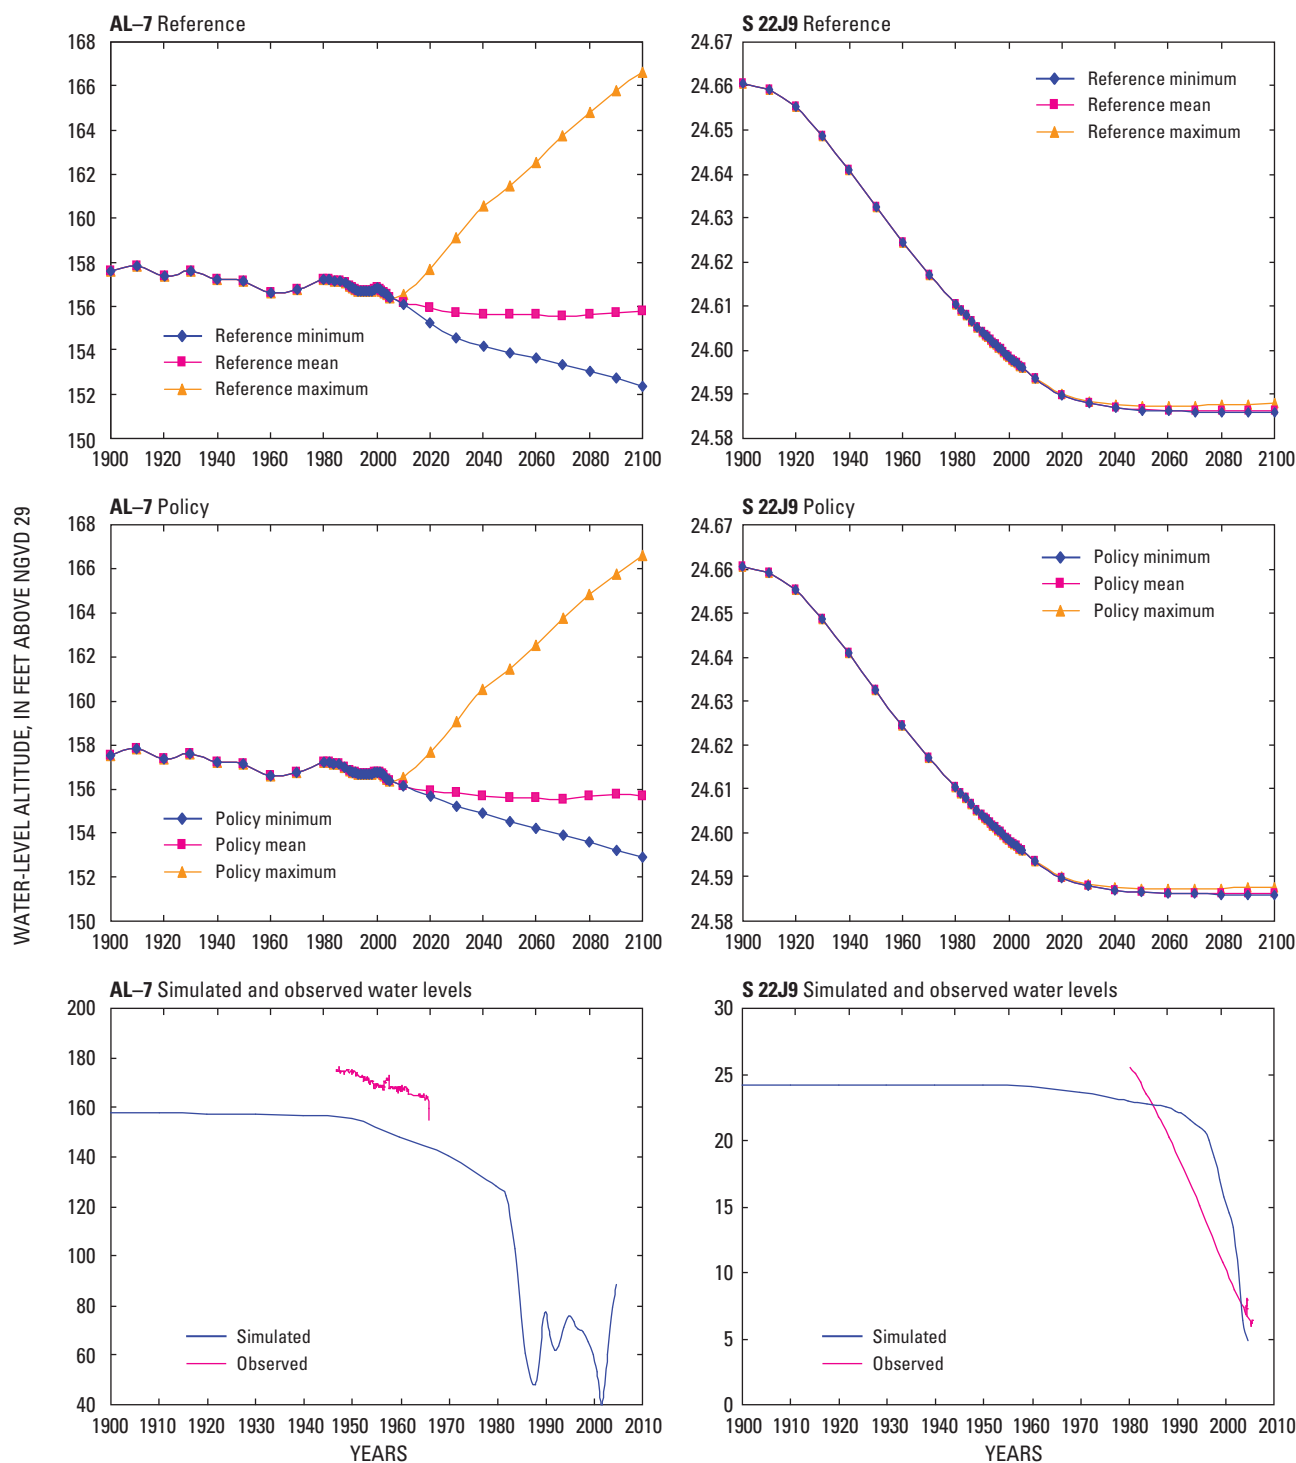 WATER-LEVEL ALTITUDE, IN FEET ABOVE NGVD 29
AL–7 Reference
168
166
164
162
160
158
156
154
152
150
1900 1920 1940 1960 1980 2000 2020 2040 2060 2080 2100
Reference minimum
Reference mean
Reference maximum
S 22J9 Reference
24.67
24.66
24.65
24.64
24.63
24.62
24.61
24.60
24.59
24.58
1900 1920 1940 1960 1980 2000 2020 2040 2060 2080 2100
Reference minimum
Reference mean
Reference maximum
AL–7 Policy
168
166
164
162
160
158
156
154
152
150
1900 1920 1940 1960 1980 2000 2020 2040 2060 2080 2100
Policy minimum
Policy mean
Policy maximum
S 22J9 Policy
24.67
24.66
24.65
24.64
24.63
24.62
24.61
24.60
24.59
24.58
1900 1920 1940 1960 1980 2000 2020 2040 2060 2080 2100
Policy minimum
Policy mean
Policy maximum
AL–7 Simulated and observed water levels
200
180
160
140
120
100
80
60
40
1900 1910 1920 1930 1940 1950 1960 1970 1980 1990 2000 2010
Simulated
Observed
YEARS
S 22J9 Simulated and observed water levels
30
25
20
15
10
5
0
1900 1910 1920 1930 1940 1950 1960 1970 1980 1990 2000 2010
Simulated
Observed
YEARS